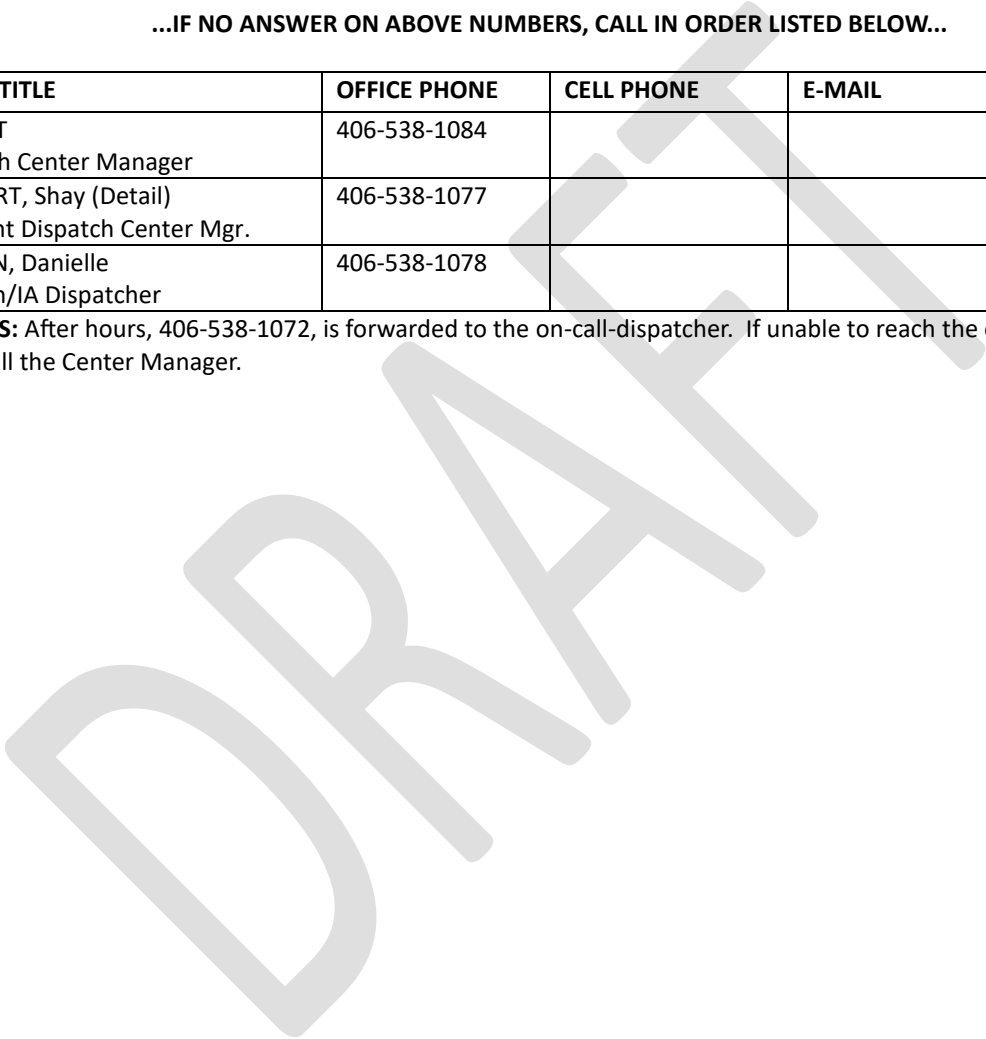 ...IF NO ANSWER ON ABOVE NUMBERS, CALL IN ORDER LISTED BELOW...
TITLE OFFICE PHONE CELL PHONE E-MAIL
T 406-538-1084
h Center Manager
RT, Shay (Detail) 406-538-1077
nt Dispatch Center Mgr.
N, Danielle 406-538-1078
n/IA Dispatcher
S: After hours, 406-538-1072, is forwarded to the on-call-dispatcher. If unable to reach the
ll the Center Manager.
DRAFT